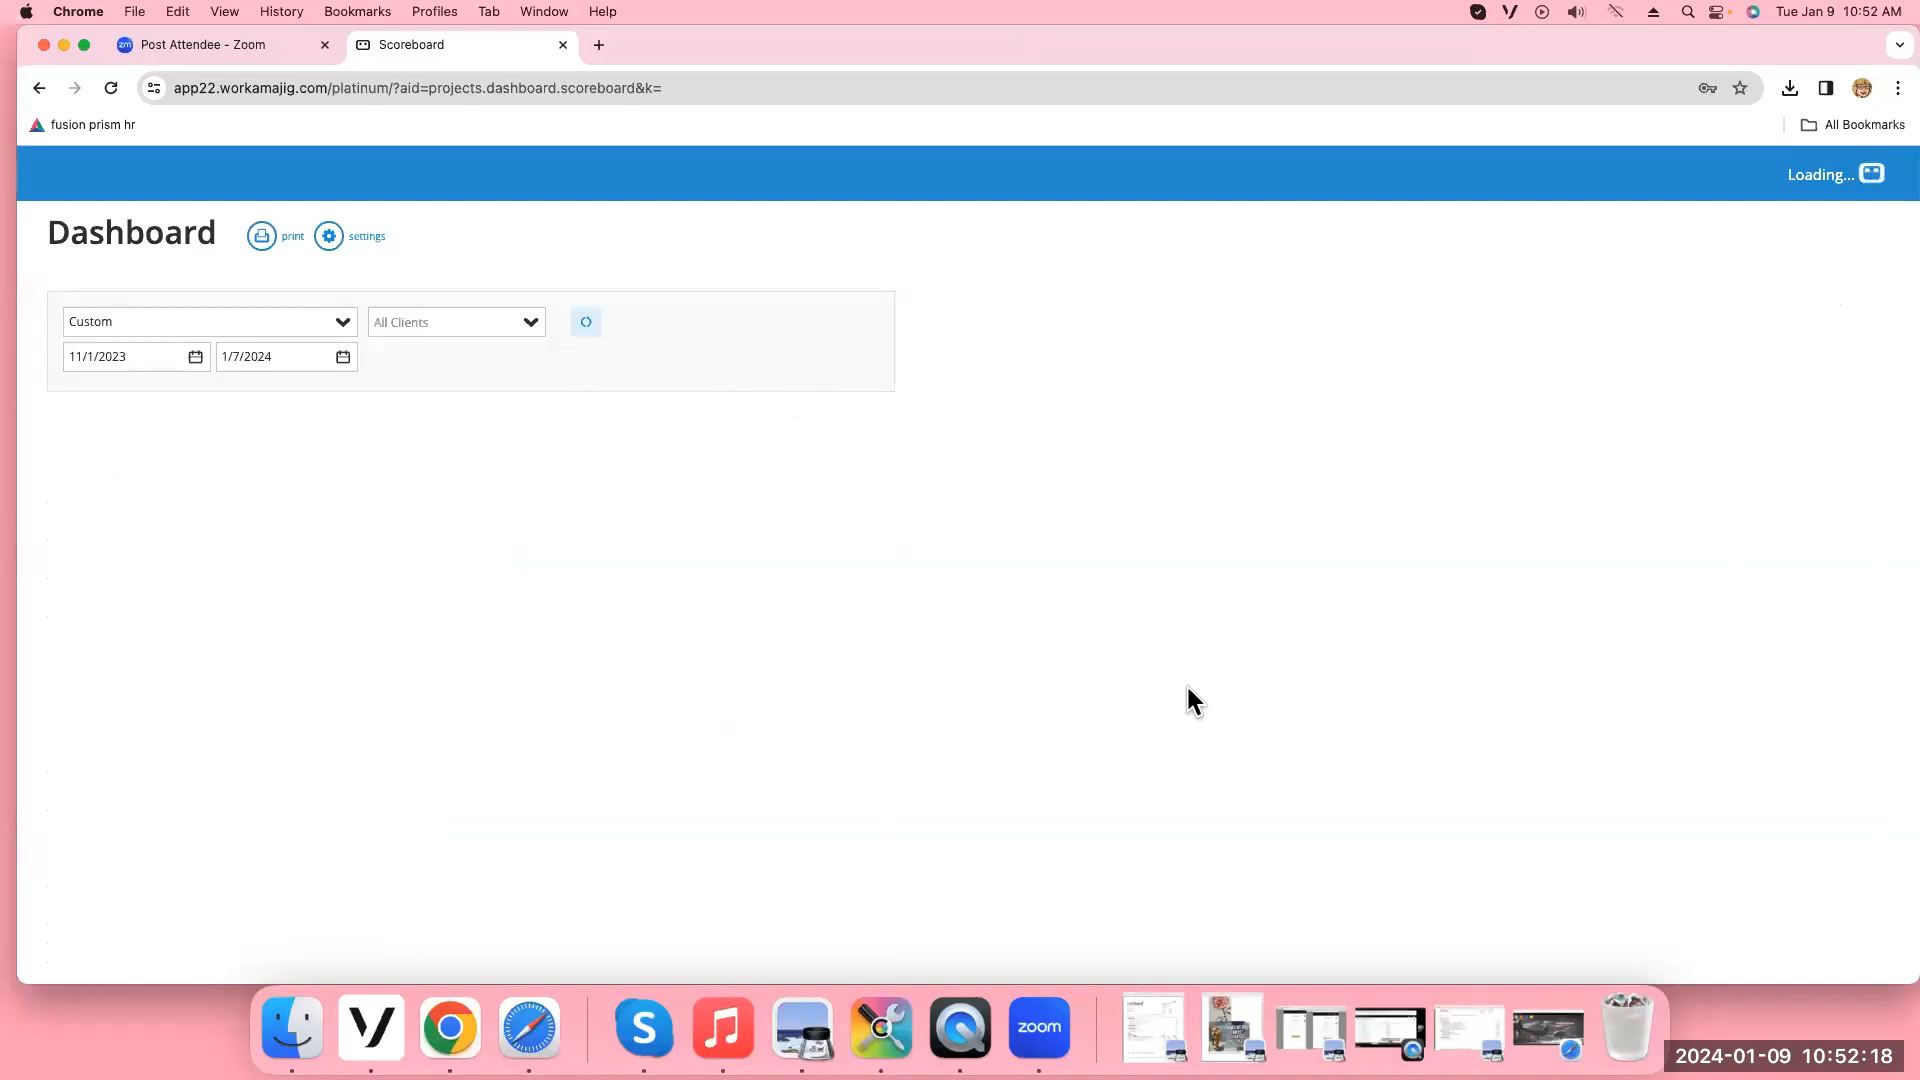 Chrome File Edit View History Bookmarks Profiles Tab Window Help Tue Jan 9 10:52 AM
zm Post Attendee - Zoom Scoreboard
app22.workamajig.com/platinum/?aid=projects.dashboard.scoreboard&k=
fusion prism hr All Bookmarks
Loading...
Dashboard print settings
Custom All Clients
11/1/2023 1/7/2024
zoom
2024-01-09 10:52:18